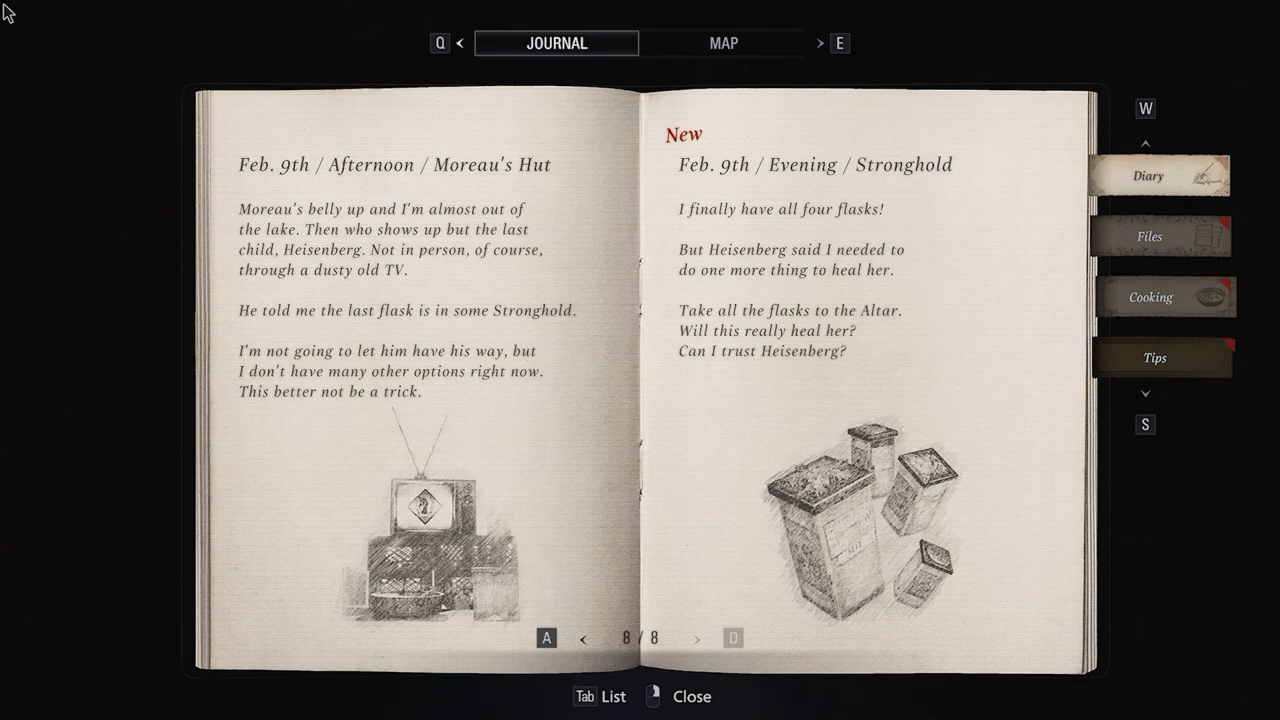 Q < JOURNAL MAP > E
Feb. 9th / Afternoon / Moreau's Hut
Moreau's belly up and I'm almost out of
the lake. Then who shows up but the last
child, Heisenberg. Not in person, of course,
through a dusty old TV.
He told me the last flask is in some Stronghold.
I'm not going to let him have his way, but
I don't have many other options right now.
This better not be a trick.
New
Feb. 9th / Evening / Stronghold
I finally have all four flasks!
But Heisenberg said I needed to
do one more thing to heal her.
Take all the flasks to the Altar.
Will this really heal her?
Can I trust Heisenberg?
W
Diary
Files
Cooking
Tips
S
A < 8 / 8 > D
Tab List Close